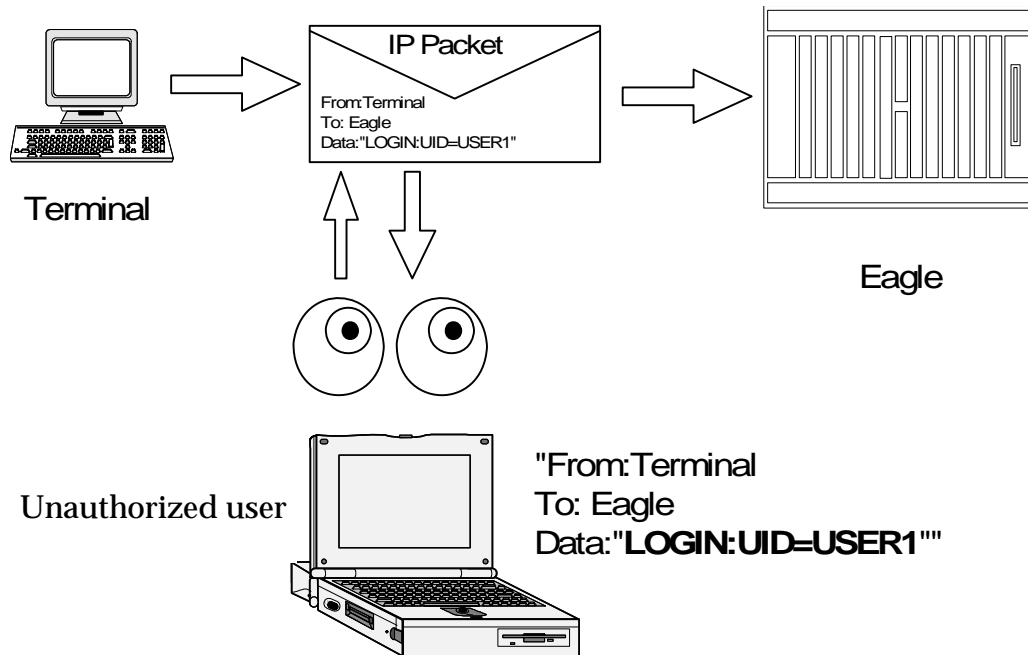 IP Packet
From:Terminal
To: Eagle
Data:"LOGIN:UID=USER1"
Terminal
Eagle
Unauthorized user
"From:Terminal
To: Eagle
Data:"LOGIN:UID=USER1""